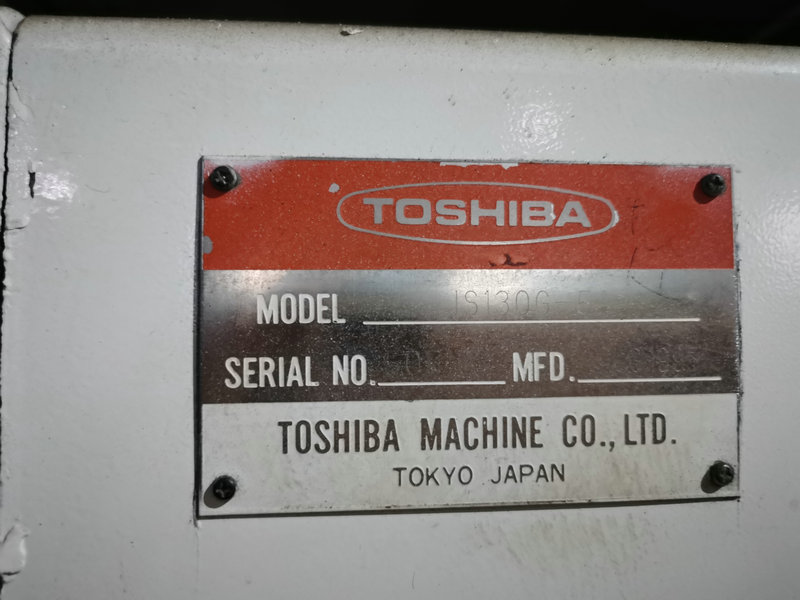 TOSHIBA
MODEL
SERIAL NO. MFD.
TOSHIBA MACHINE CO., LTD.
TOKYO JAPAN